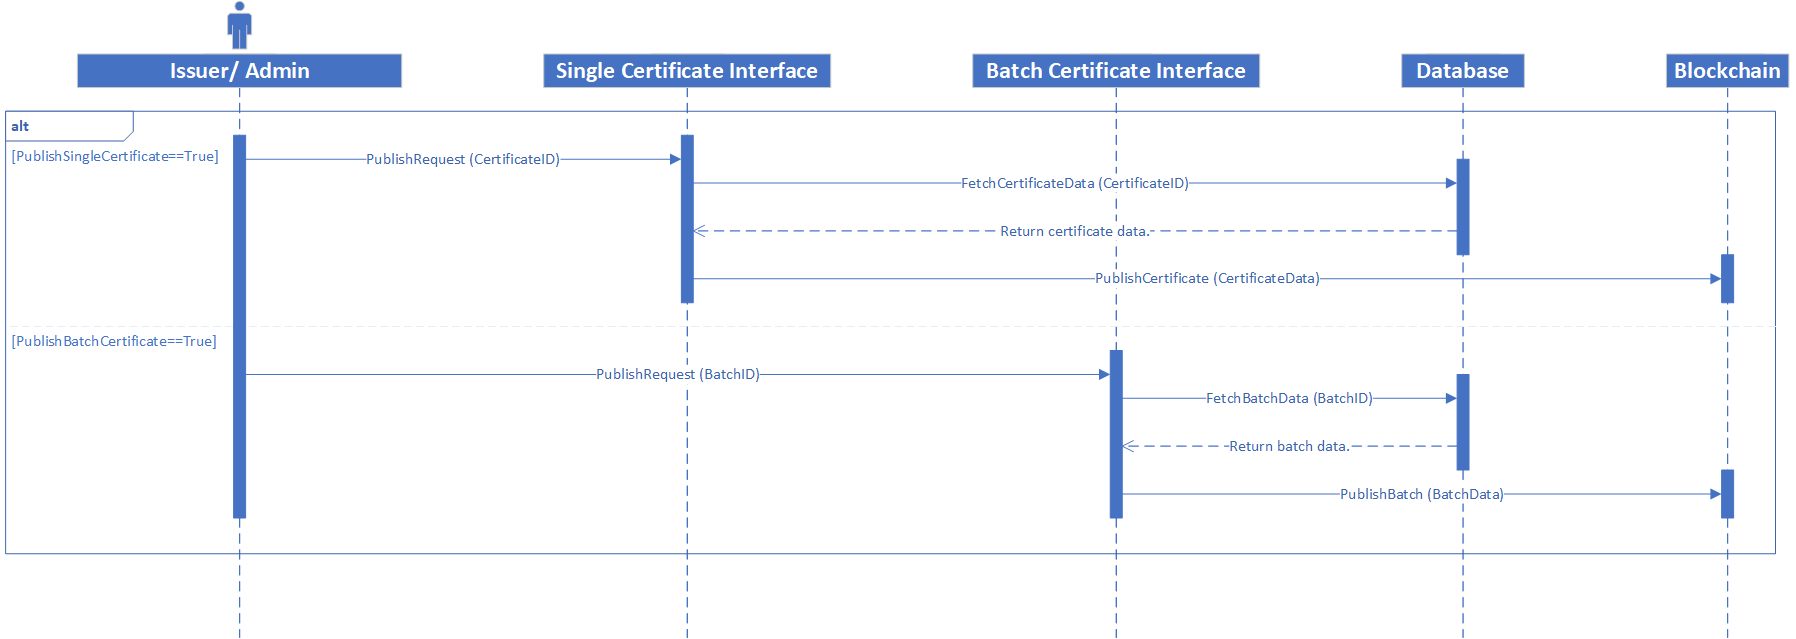 Issuer/ Admin
Single Certificate Interface
Batch Certificate Interface
Database
Blockchain
alt
[PublishSingleCertificate==True]
PublishRequest (CertificateID)
FetchCertificateData (CertificateID)
Return certificate data.
PublishCertificate (CertificateData)
[PublishBatchCertificate==True]
PublishRequest (BatchID)
FetchBatchData (BatchID)
Return batch data.
PublishBatch (BatchData)